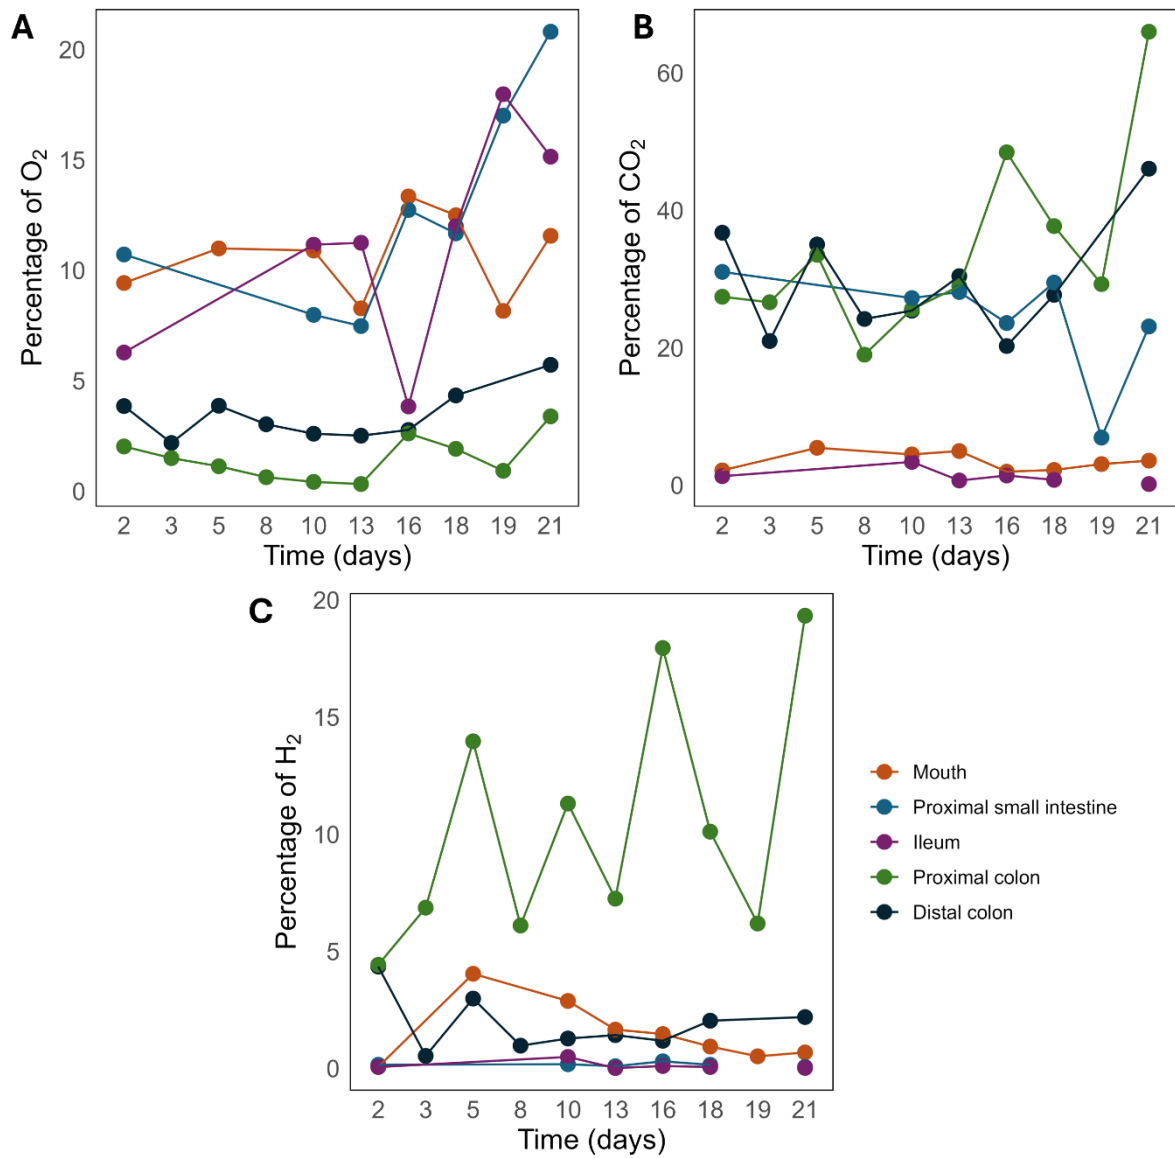 A
Percentage of O₂
20
15
10
5
0
2 3 5 8 10 13 16 18 19 21
Time (days)
B
Percentage of CO₂
60
40
20
0
2 3 5 8 10 13 16 18 19 21
Time (days)
C
Percentage of H₂
20
15
10
5
0
2 3 5 8 10 13 16 18 19 21
Time (days)
Mouth
Proximal small intestine
Ileum
Proximal colon
Distal colon